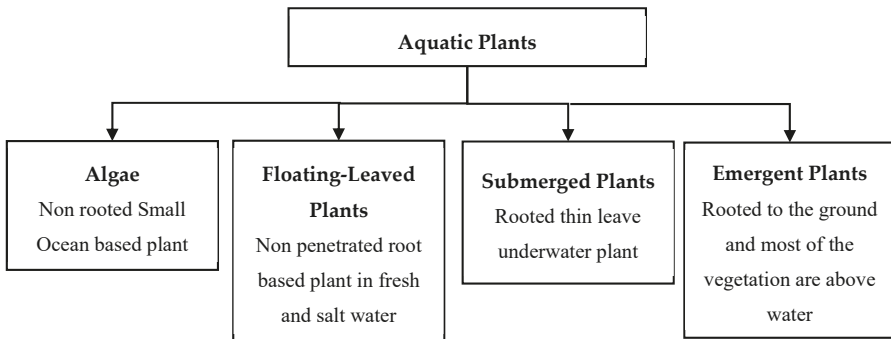 Aquatic Plants
Algae
Non rooted Small
Ocean based plant
Floating-Leaved
Plants
Non penetrated root
based plant in fresh
and salt water
Submerged Plants
Rooted thin leave
underwater plant
Emergent Plants
Rooted to the ground
and most of the
vegetation are above
water